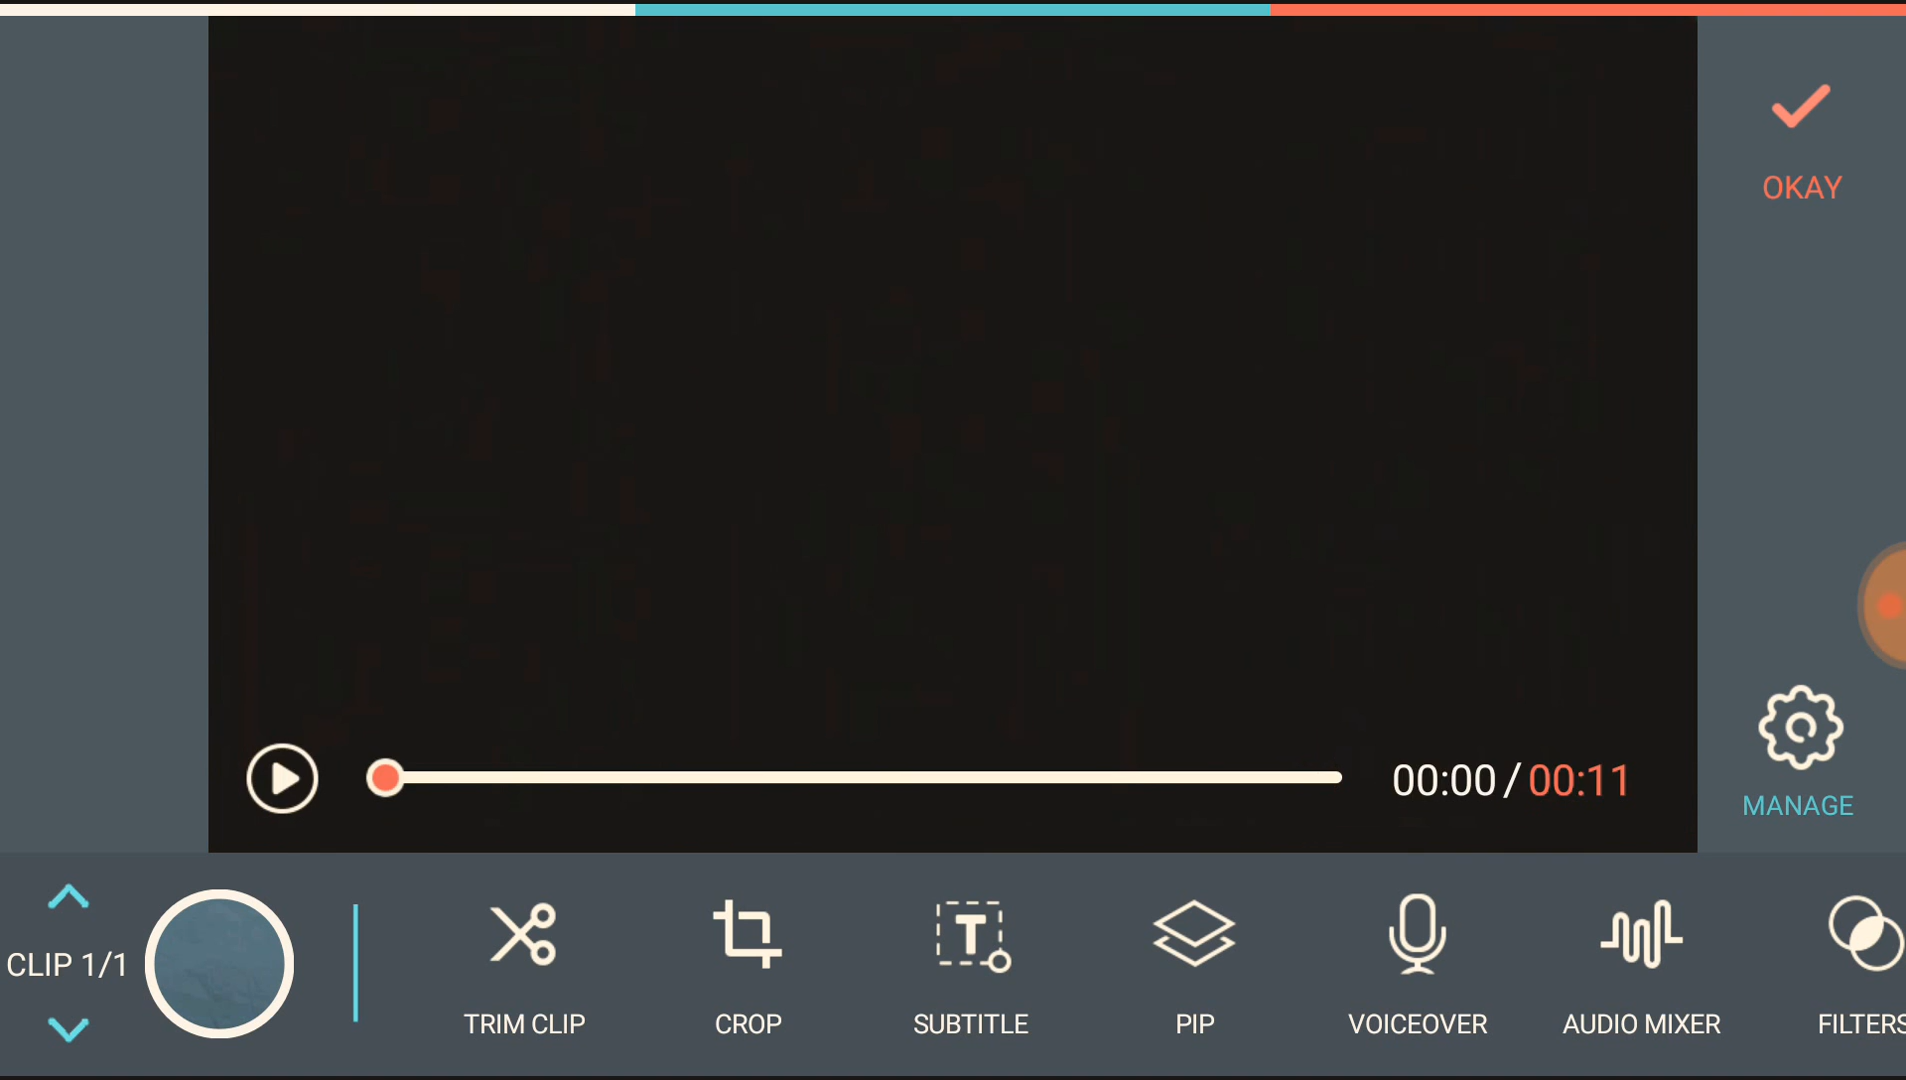 OKAY
00:00 / 00:11
MANAGE
CLIP 1/1
TRIM CLIP
CROP
T
SUBTITLE
PIP
VOICEOVER
AUDIO MIXER
FILTERS